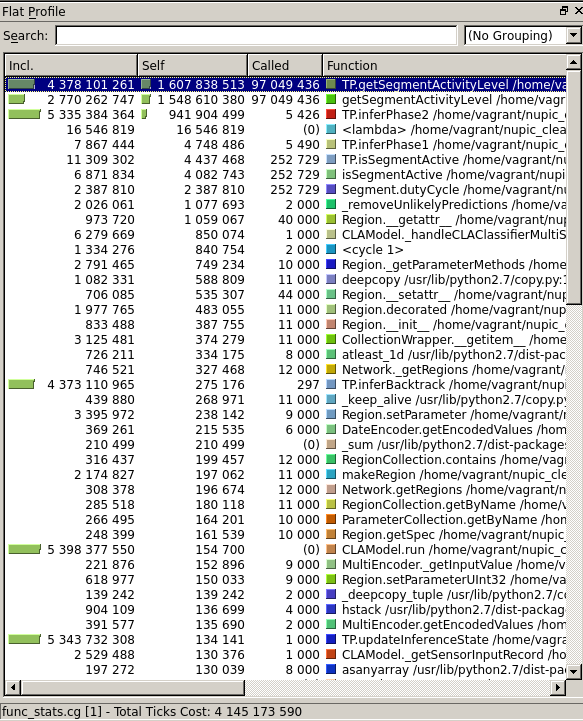 Flat Profile
Search: (No Grouping)
Incl. Self Called Function
4 378 101 261 1 607 838 513 97 049 436 TP.getSegmentActivityLevel /home/va
2 770 262 747 1 548 610 380 97 049 436 getSegmentActivityLevel /home/vagr
5 335 384 364 941 904 499 5 426 TP.inferPhase2 /home/vagrant/nupic_c
16 546 819 16 546 819 (0) <lambda> /home/vagrant/nupic_clea
7 867 444 4 748 486 5 490 TP.inferPhase1 /home/vagrant/nupic_c
11 309 302 4 437 468 252 729 TP.isSegmentActive /home/vagrant/nu
6 871 834 4 082 743 252 729 isSegmentActive /home/vagrant/nupic
2 387 810 2 387 810 252 729 Segment.dutyCycle /home/vagrant/nu
2 026 061 1 077 693 2 000 _removeUnlikelyPredictions /home/va
973 720 1 059 067 40 000 Region.__getattr__ /home/vagrant/nu
6 279 669 850 074 1 000 CLAModel._handleCLAClassifierMultiS
1 334 276 840 754 2 000 <cycle 1>
2 791 465 749 234 10 000 Region._getParameterMethods /home
1 082 331 588 809 11 000 deepcopy /usr/lib/python2.7/copy.py:
706 085 535 307 44 000 Region.__setattr__ /home/vagrant/nu
1 977 765 483 055 11 000 Region.decorated /home/vagrant/nup
833 488 387 755 11 000 Region.__init__ /home/vagrant/nupic_
3 125 481 374 279 11 000 CollectionWrapper.__getitem__ /hom
726 211 334 175 8 000 atleast_1d /usr/lib/python2.7/dist-pac
746 521 327 468 12 000 Network._getRegions /home/vagrant/
4 373 110 965 275 176 297 TP.inferBacktrack /home/vagrant/nupi
439 880 268 971 11 000 _keep_alive /usr/lib/python2.7/copy.p
3 395 972 238 142 9 000 Region.setParameter /home/vagrant/
369 261 215 535 6 000 DateEncoder.getEncodedValues /hom
210 499 210 499 (0) _sum /usr/lib/python2.7/dist-package
316 437 199 457 12 000 RegionCollection.contains /home/vag
2 174 827 197 062 11 000 makeRegion /home/vagrant/nupic_cle
308 378 196 674 12 000 Network.getRegions /home/vagrant/n
285 518 180 118 11 000 RegionCollection.getByName /home/v
266 495 164 201 10 000 ParameterCollection.getByName /hom
248 399 161 539 10 000 Region.getSpec /home/vagrant/nupic_
5 398 377 550 154 700 (0) CLAModel.run /home/vagrant/nupic_c
221 876 152 896 9 000 MultiEncoder._getInputValue /home/v
618 977 150 033 9 000 Region.setParameterUInt32 /home/va
139 242 139 242 2 000 _deepcopy_tuple /usr/lib/python2.7/c
904 109 136 699 4 000 hstack /usr/lib/python2.7/dist-packag
391 577 135 690 2 000 MultiEncoder.getEncodedValues /hom
5 343 732 308 134 141 1 000 TP.updateInferenceState /home/vagra
2 529 488 130 376 1 000 CLAModel._getSensorInputRecord /ho
197 272 130 039 8 000 asanyarray /usr/lib/python2.7/dist-pa
func_stats.cg [1] - Total Ticks Cost: 4 145 173 590